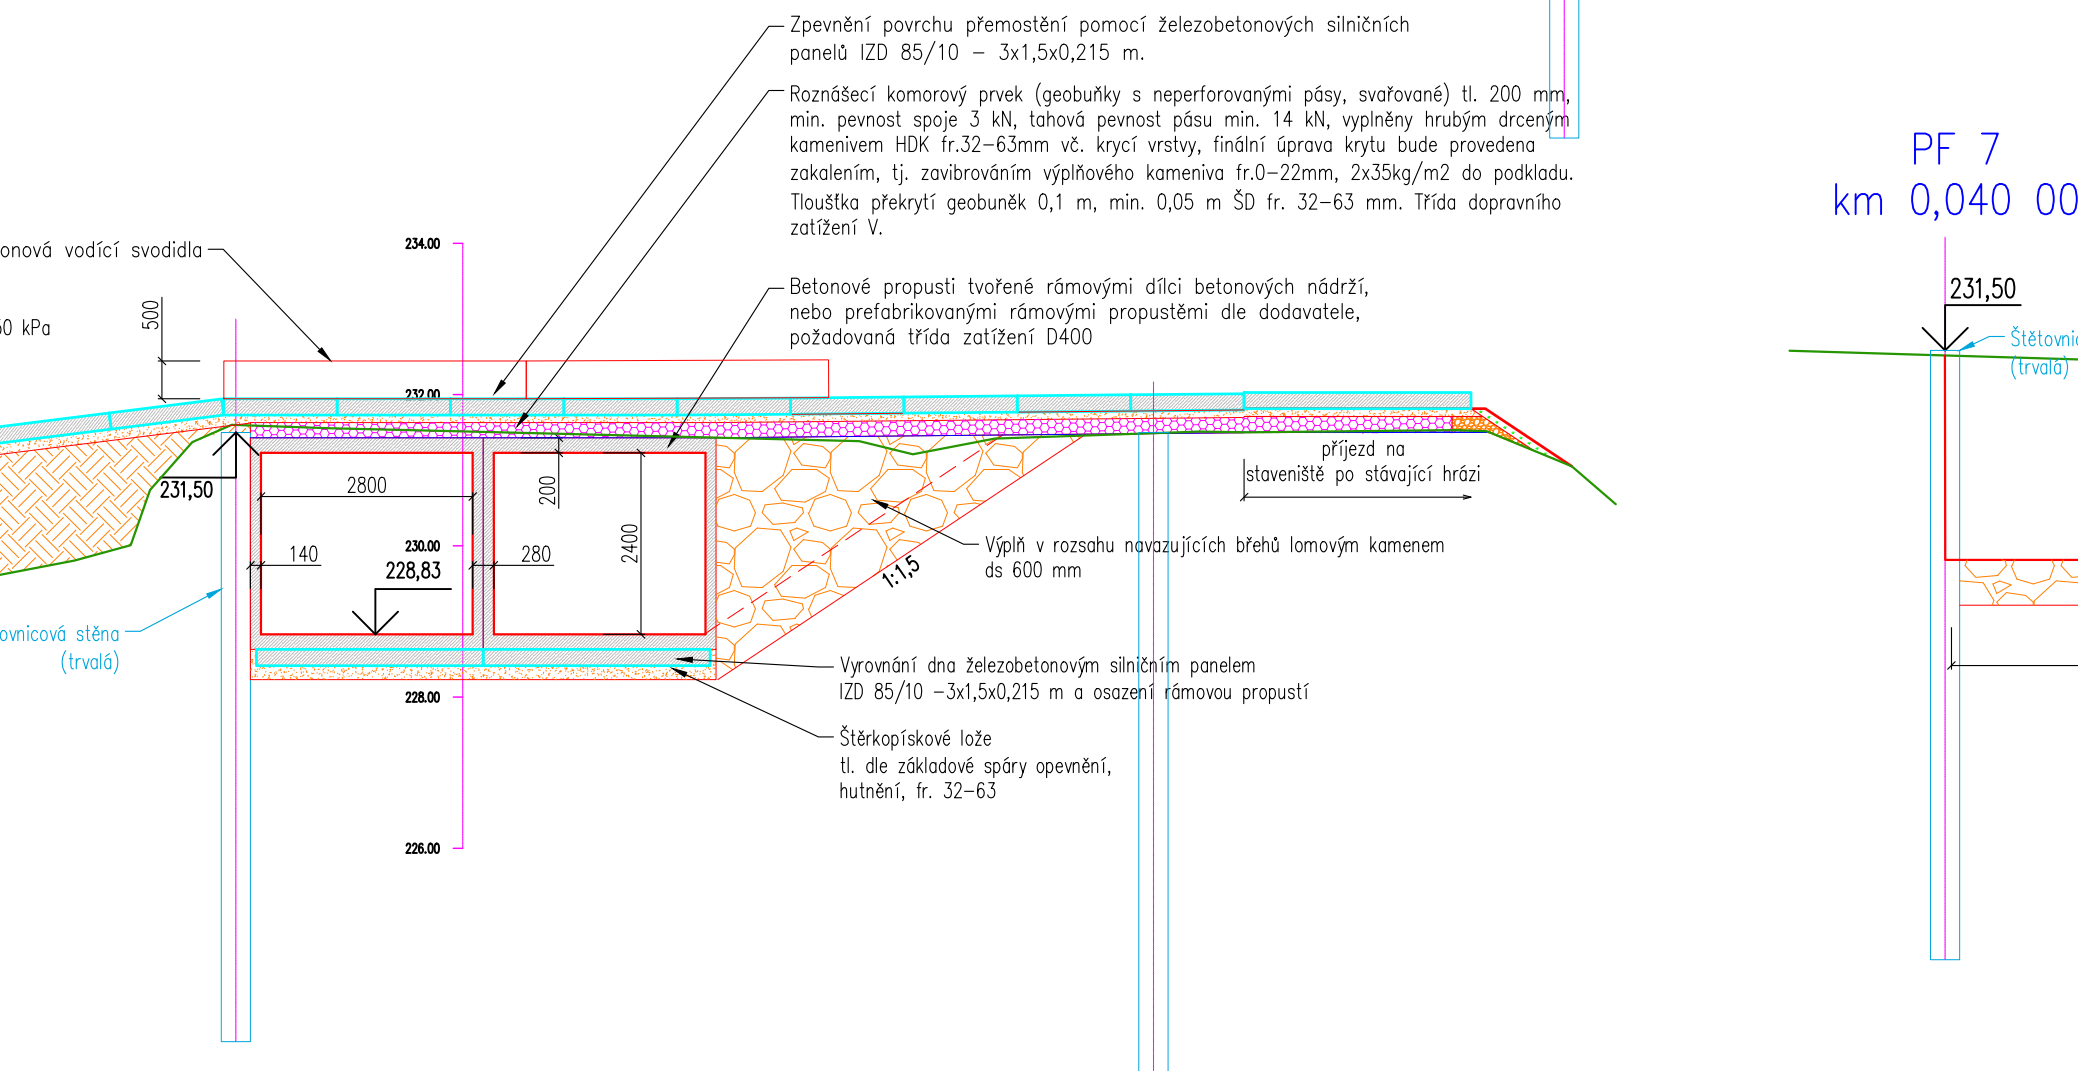 Zpevnění povrchu přemostění pomocí železobetonových silničních
panelů IZD 85/10 – 3x1,5x0,215 m.
Roznášecí komorový prvek (geobuňky s neperforovanými pásy, svařované) tl. 200 mm,
min. pevnost spoje 3 kN, tahová pevnost pásu min. 14 kN, vyplněny hrubým drceným
kamenivem HDK fr.32–63mm vč. krycí vrstvy, finální úprava krytu bude provedena
zakalením, tj. zavibrováním výplňového kameniva fr.0–22mm, 2x35kg/m2 do podkladu.
Tloušťka překrytí geobuněk 0,1 m, min. 0,05 m ŠD fr. 32–63 mm. Třída dopravního
zatížení V.
PF 7
km 0,040 00
234.00
onová vodící svodidla
Betonové propusti tvořené rámovými dílci betonových nádrží,
nebo prefabrikovanými rámovými propustěmi dle dodavatele,
požadovaná třída zatížení D400
500
kPa
231,50
Štětovni
(trvalá)
232.00
příjezd na
staveniště po stávající hrázi
231,50
2800
200
2400
230.00
140
280
228,83
Výplň v rozsahu navazujících břehů lomovým kamenem
ds 600 mm
1:1,5
ovnicová stěna
(trvalá)
Vyrovnání dna železobetonovým silničním panelem
IZD 85/10 –3x1,5x0,215 m a osazení rámovou propustí
228.00
Štěrkopískové lože
tl. dle základové spáry opevnění,
hutnění, fr. 32–63
226.00